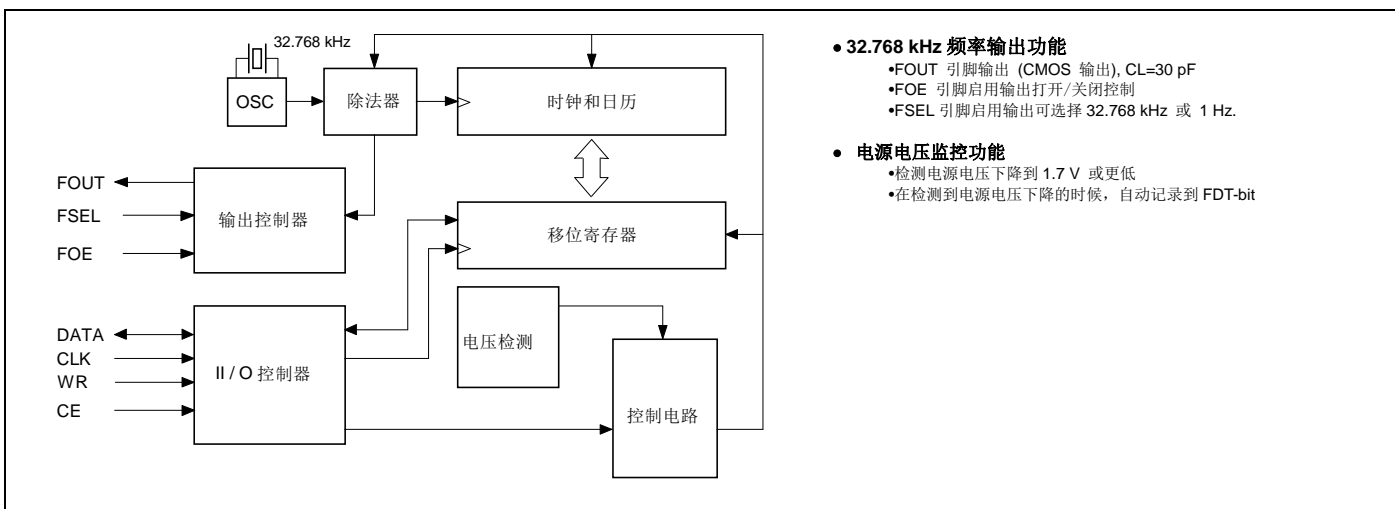 32.768 kHz
OSC
除法器
时钟和日历
FOUT
FSEL
FOE
输出控制器
移位寄存器
DATA
CLK
WR
CE
II / O 控制器
电压检测
控制电路
● 32.768 kHz 频率输出功能
•FOUT 引脚输出 (CMOS 输出), CL=30 pF
•FOE 引脚启用输出打开/关闭控制
•FSEL 引脚启用输出可选择 32.768 kHz 或 1 Hz.
● 电源电压监控功能
•检测电源电压下降到 1.7 V 或更低
•在检测到电源电压下降的时候，自动记录到 FDT-bit